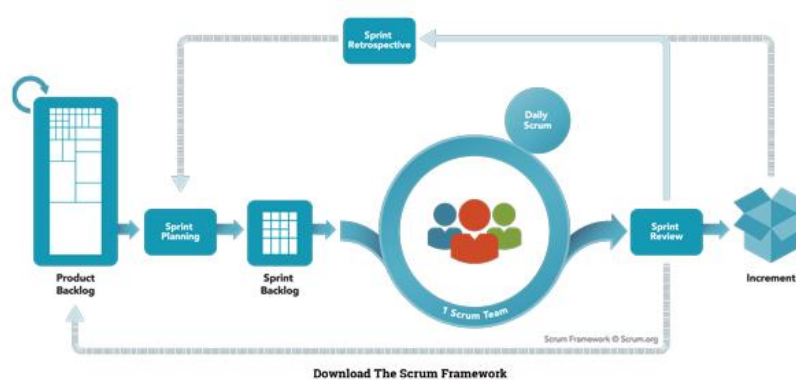 Sprint
Retrospective
Daily
Scrum
Sprint
Planning
Sprint
Review
Product
Backlog
Sprint
Backlog
1 Scrum Team
Increment
Scrum Framework © Scrum.org
Download The Scrum Framework